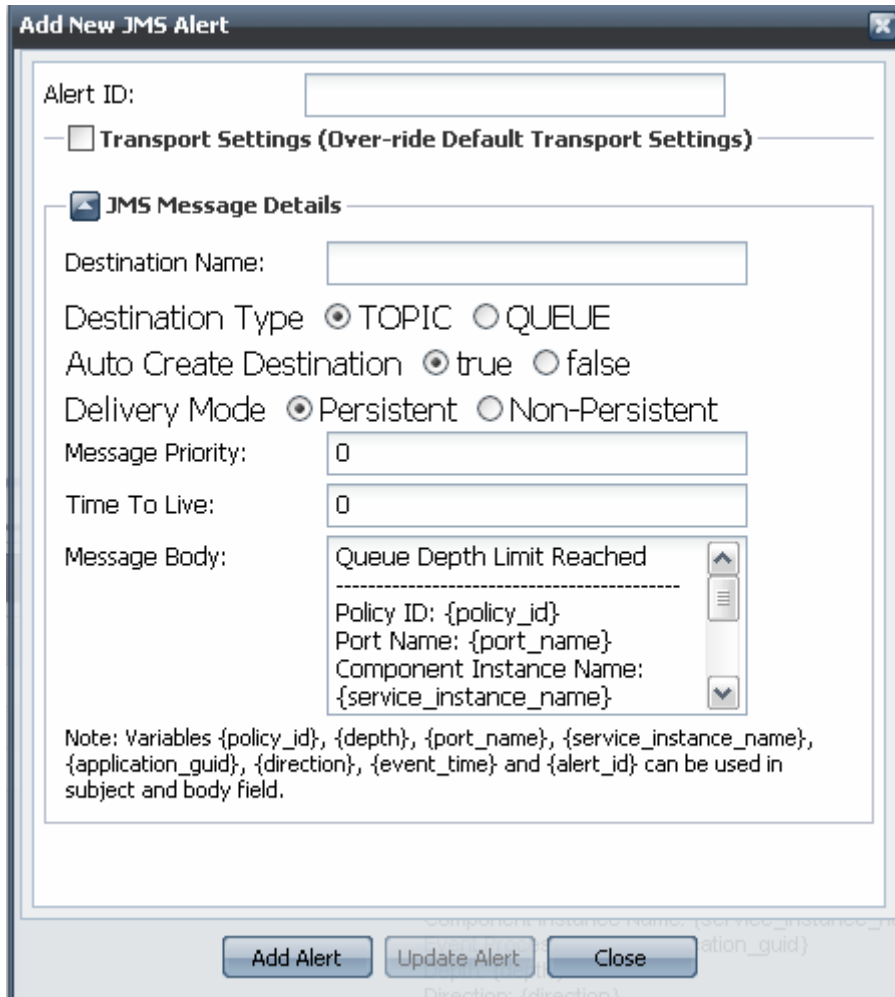 Add New JMS Alert
Alert ID:
Transport Settings (Over-ride Default Transport Settings)
JMS Message Details
Destination Name:
Destination Type TOPIC QUEUE
Auto Create Destination true false
Delivery Mode Persistent Non-Persistent
Message Priority: 0
Time To Live: 0
Message Body: Queue Depth Limit Reached
-------------------------------------------
Policy ID: {policy_id}
Port Name: {port_name}
Component Instance Name:
{service_instance_name}
Note: Variables {policy_id}, {depth}, {port_name}, {service_instance_name},
{application_guid}, {direction}, {event_time} and {alert_id} can be used in
subject and body field.
Add Alert Update Alert Close
Direction: {direction}